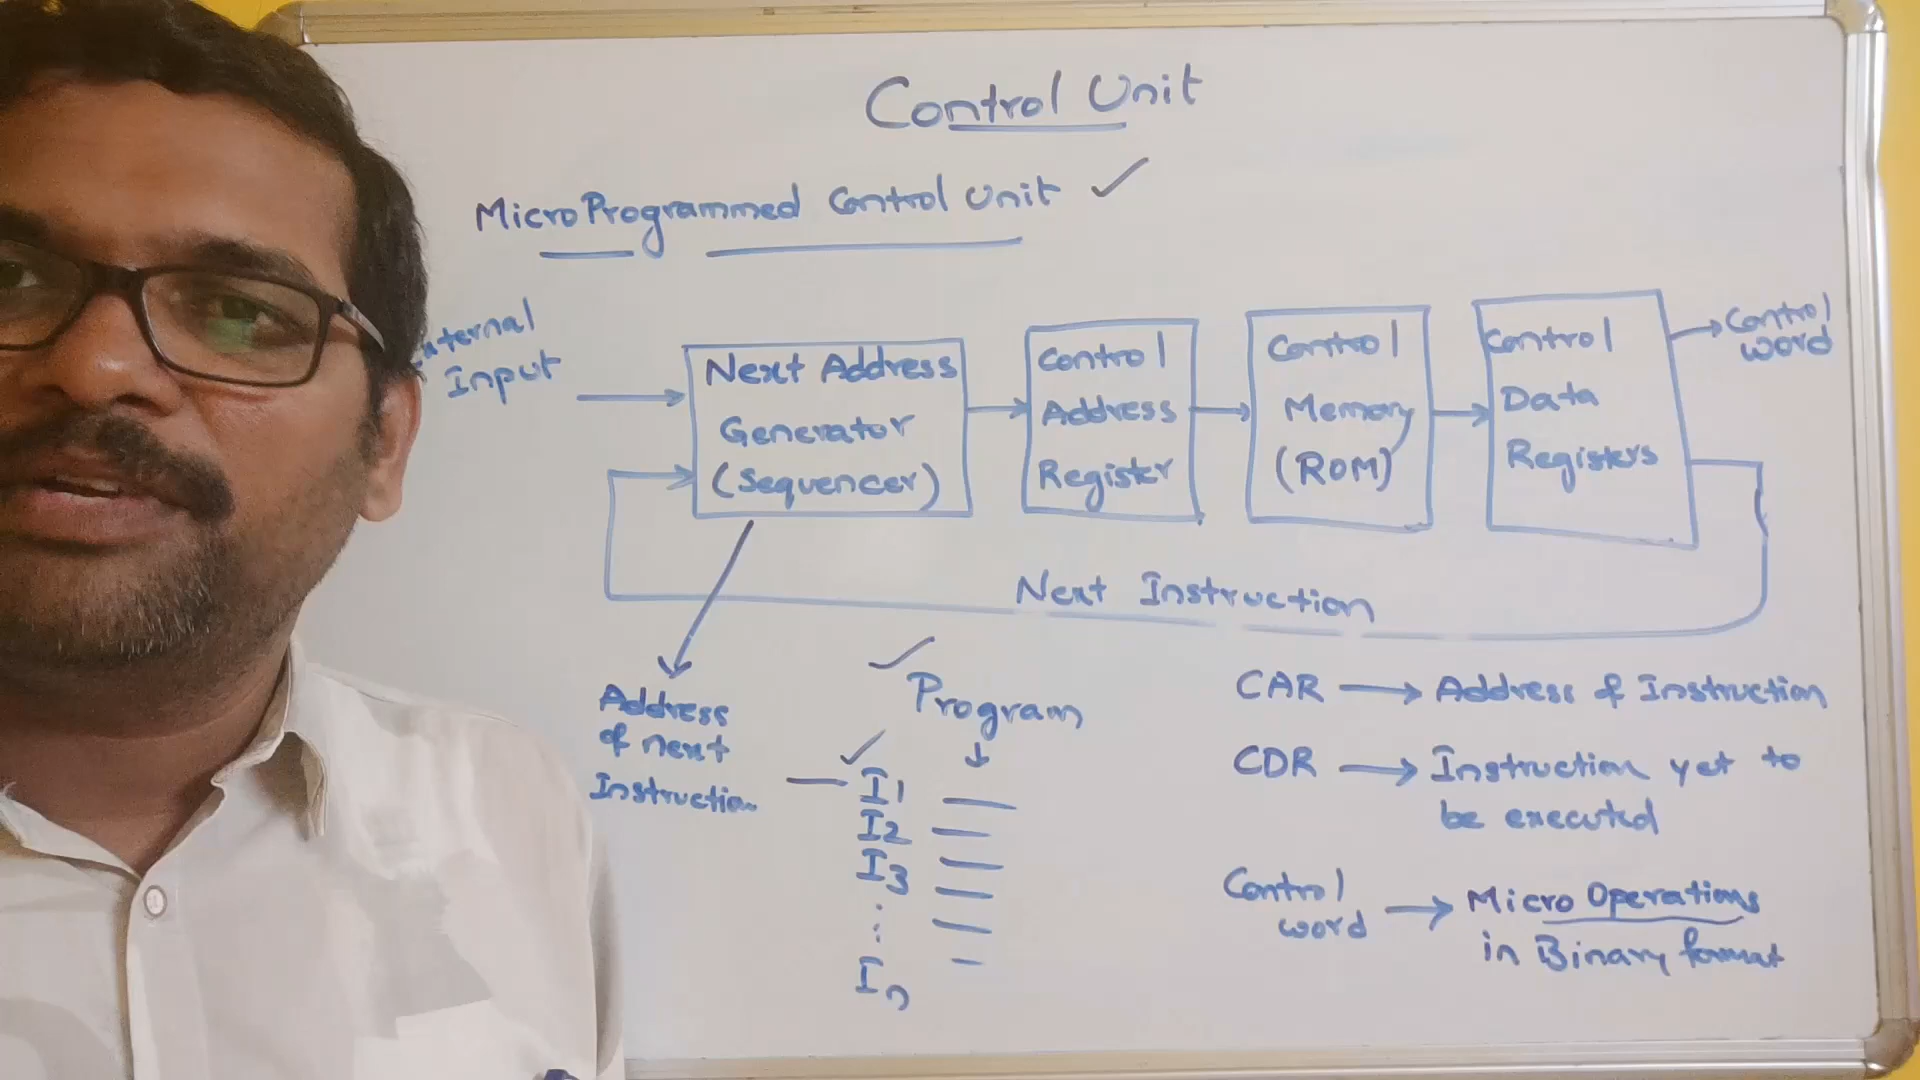 Control Unit
MicroProgrammed Control Unit
Input
Next Address
Generator
(Sequencer)
Control
Address
Register
Control
Memory
(ROM)
Control
Data
Registers
Control
word
Next Instruction
Address
of next
Instruction
Program
I1
I2
I3
In
CAR → Address of Instruction
CDR → Instruction yet to
be executed
Control
word → Micro Operations
in Binary format